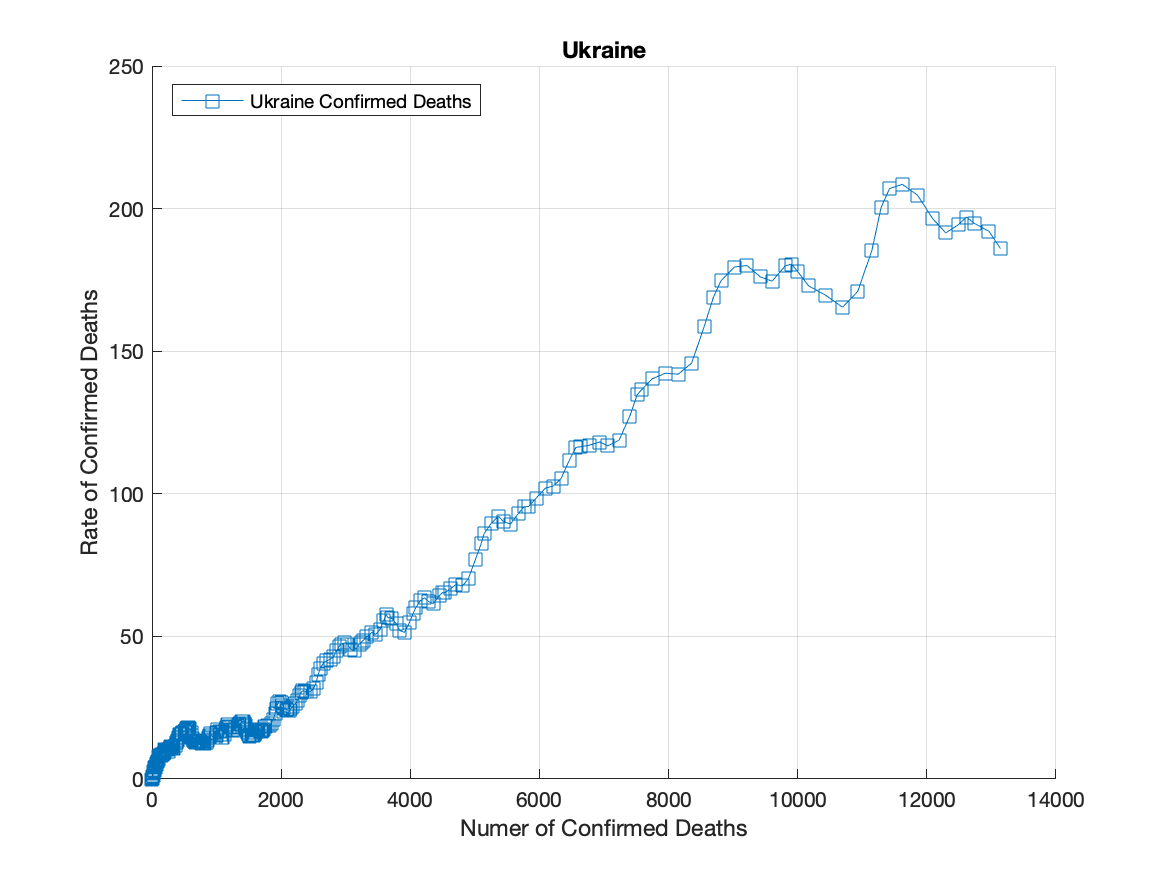 Ukraine
Ukraine Confirmed Deaths
250
200
150
100
50
0
Rate of Confirmed Deaths
0 2000 4000 6000 8000 10000 12000 14000
Numer of Confirmed Deaths